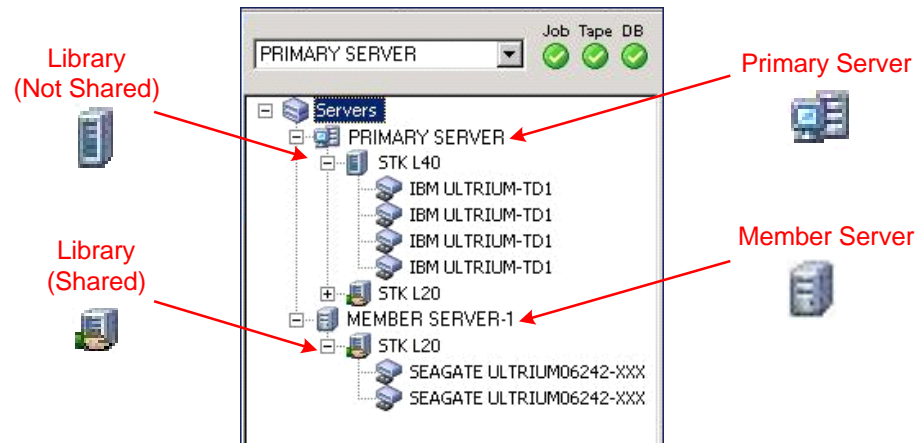 Library
(Not Shared)
Library
(Shared)
PRIMARY SERVER
Job Tape DB
Servers
PRIMARY SERVER
STK L40
IBM ULTRIUM-TD1
IBM ULTRIUM-TD1
IBM ULTRIUM-TD1
IBM ULTRIUM-TD1
STK L20
MEMBER SERVER-1
STK L20
SEAGATE ULTRIUM06242-XXX
SEAGATE ULTRIUM06242-XXX
Primary Server
Member Server